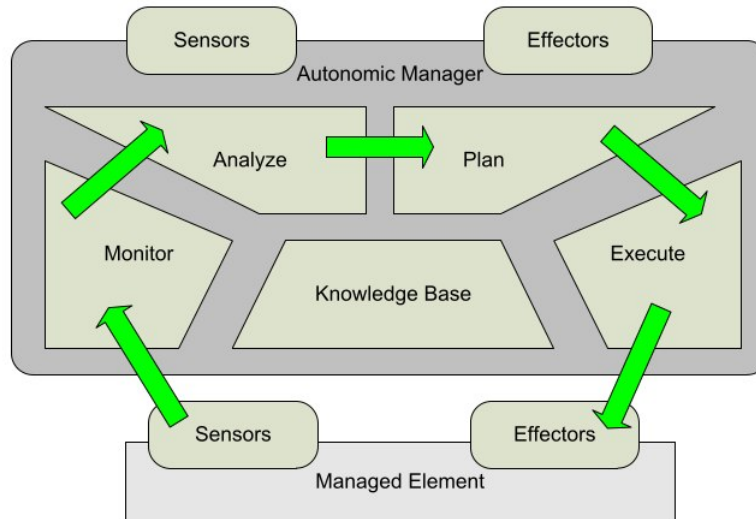 Sensors
Effectors
Autonomic Manager
Analyze
Plan
Monitor
Execute
Knowledge Base
Sensors
Effectors
Managed Element